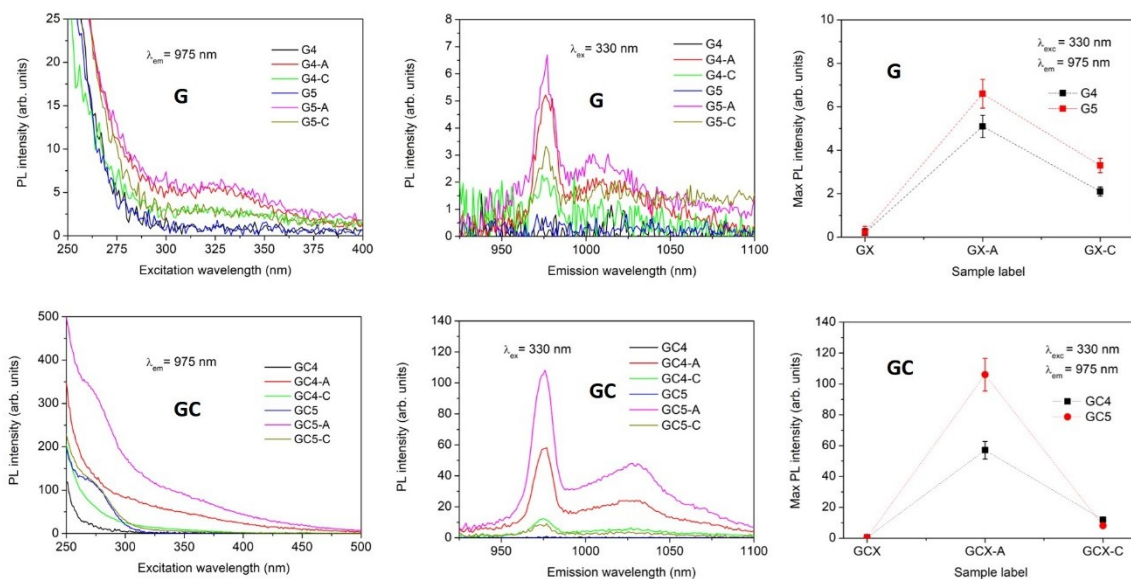 25
20
15
10
5
0
250 275 300 325 350 375 400
PL intensity (arb. units)
Excitation wavelength (nm)
λem= 975 nm
G
G4
G4-A
G4-C
G5
G5-A
G5-C
8
7
6
5
4
3
2
1
0
950 1000 1050 1100
PL intensity (arb. units)
Emission wavelength (nm)
λex= 330 nm
G
G4
G4-A
G4-C
G5
G5-A
G5-C
10
8
6
4
2
0
GX GX-A GX-C
Max PL intensity (arb. units)
Sample label
G
λexc = 330 nm
λem = 975 nm
G4
G5
500
400
300
200
100
0
250 300 350 400 450 500
PL intensity (arb. units)
Excitation wavelength (nm)
λem= 975 nm
GC
GC4
GC4-A
GC4-C
GC5
GC5-A
GC5-C
140
120
100
80
60
40
20
0
950 1000 1050 1100
PL intensity (arb. units)
Emission wavelength (nm)
λex= 330 nm
GC
GC4
GC4-A
GC4-C
GC5
GC5-A
GC5-C
140
120
100
80
60
40
20
0
GCX GCX-A GCX-C
Max PL intensity (arb. units)
Sample label
GC
λexc = 330 nm
λem = 975 nm
GC4
GC5